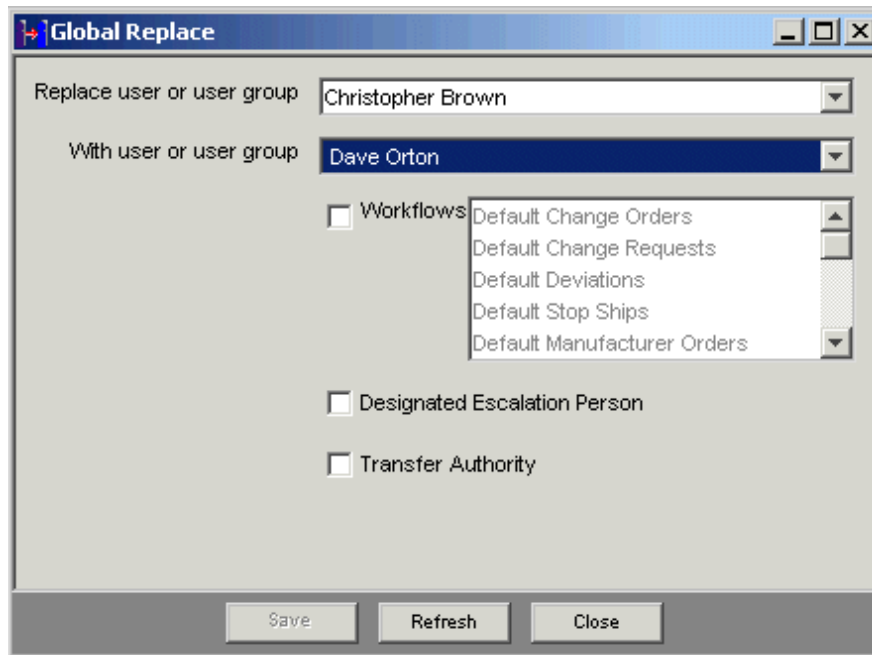 Global Replace
Replace user or user group Christopher Brown
With user or user group Dave Orton
Workflows
Default Change Orders
Default Change Requests
Default Deviations
Default Stop Ships
Default Manufacturer Orders
Designated Escalation Person
Transfer Authority
Save Refresh Close